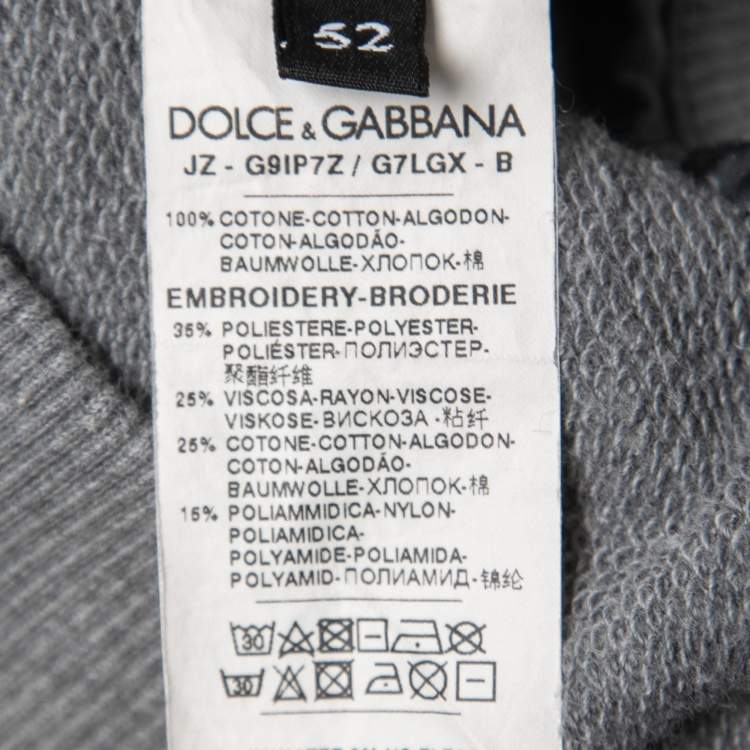 52
DOLCE & GABBANA
JZ - G9IP7Z / G7LGX - B
100% COTONE-COTTON-ALGODON-
COTON-ALGODÃO-
BAUMWOLLE-ХЛОПОК-棉
EMBROIDERY-BRODERIE
35% POLIESTERE-POLYESTER-
POLIÉSTER-ПОЛИЭСТЕР-
聚酯纤维
25% VISCOSA-RAYON-VISCOSE-
VISKOSE-ВИСКОЗА -粘纤
25% COTONE-COTTON-ALGODON-
COTON-ALGODÃO-
BAUMWOLLE-ХЛОПОК-棉
15% POLIAMMIDICA-NYLON-
POLIAMIDICA-
POLYAMIDE-POLIAMIDA-
POLYAMID-ПОЛИАМИД-锦纶
30
30